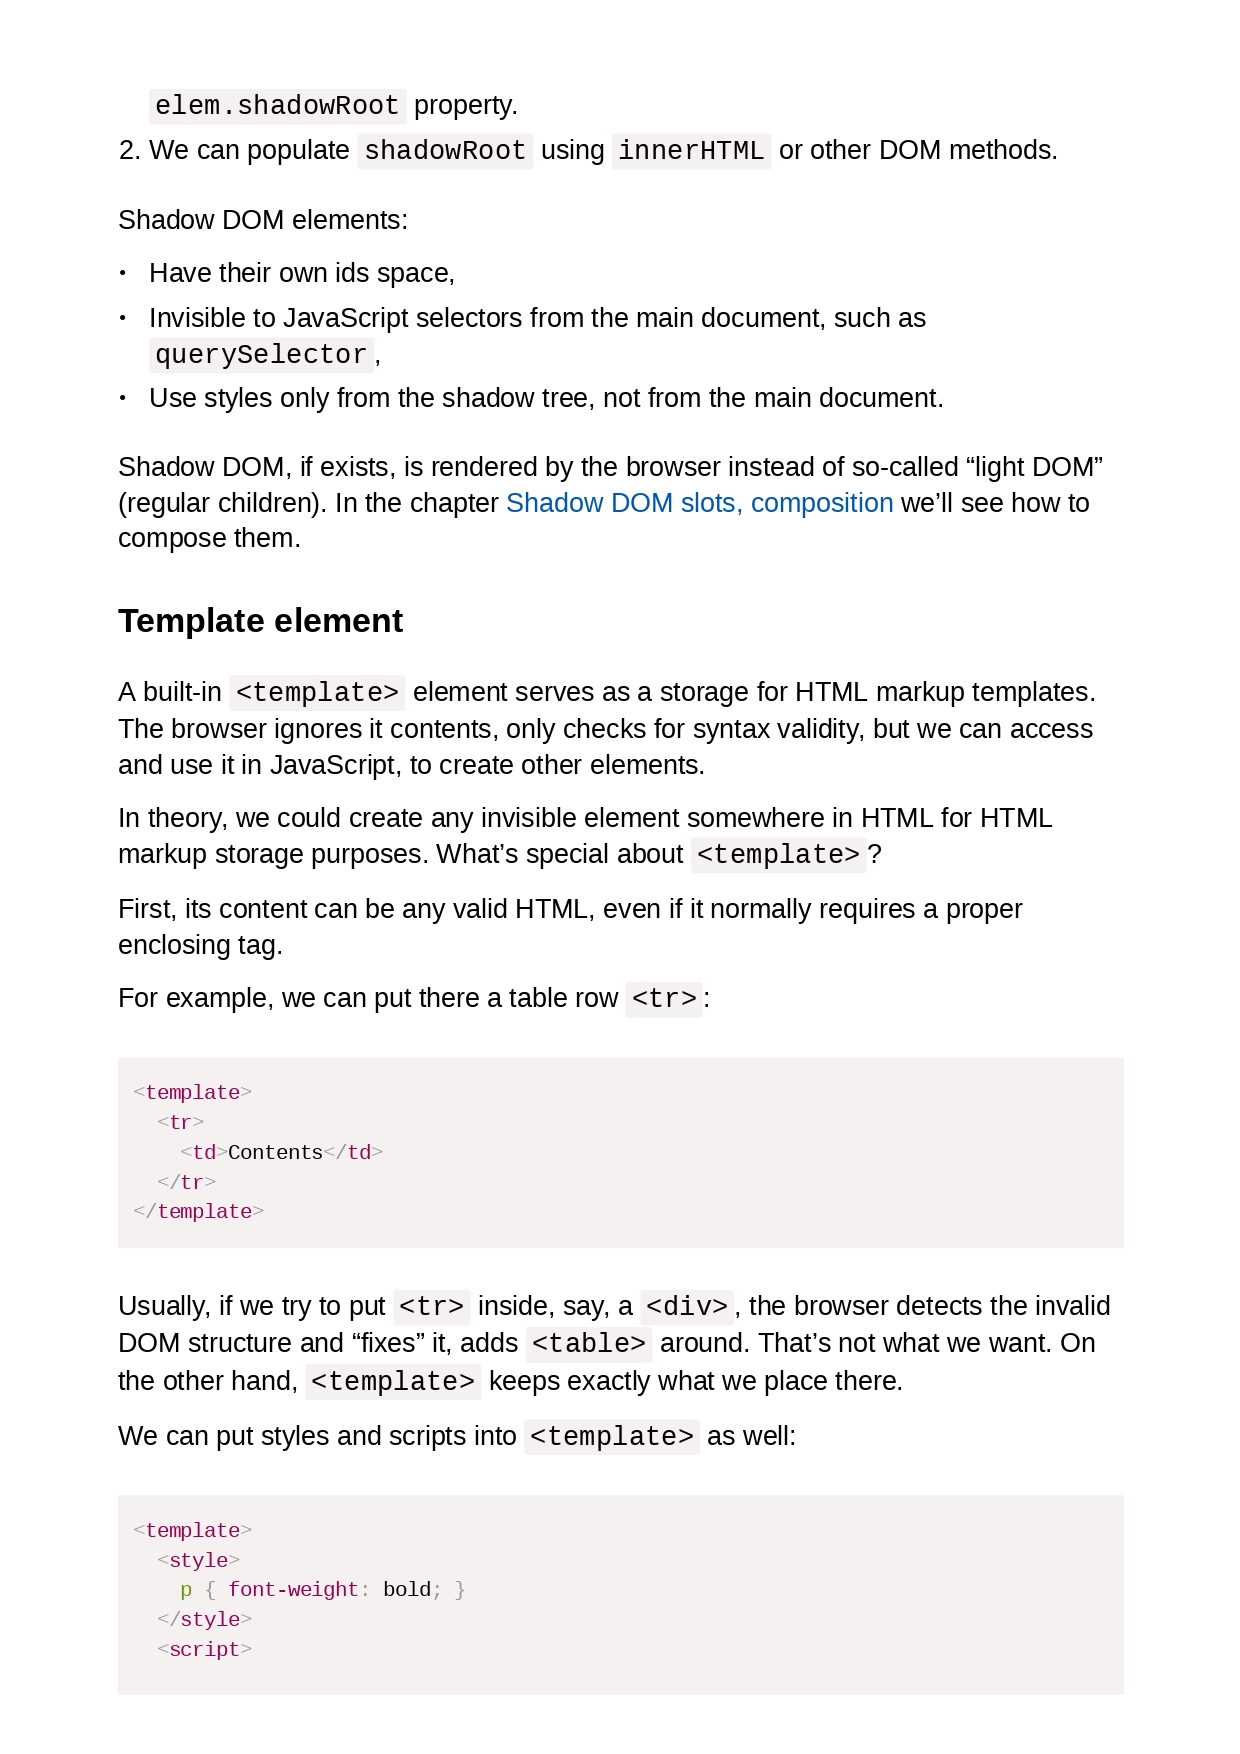 elem.shadowRoot property.
2. We can populate shadowRoot using innerHTML or other DOM methods.
Shadow DOM elements:
• Have their own ids space,
• Invisible to JavaScript selectors from the main document, such as
querySelector,
• Use styles only from the shadow tree, not from the main document.
Shadow DOM, if exists, is rendered by the browser instead of so-called “light DOM”
(regular children). In the chapter Shadow DOM slots, composition we’ll see how to
compose them.
Template element
A built-in <template> element serves as a storage for HTML markup templates.
The browser ignores it contents, only checks for syntax validity, but we can access
and use it in JavaScript, to create other elements.
In theory, we could create any invisible element somewhere in HTML for HTML
markup storage purposes. What’s special about <template>?
First, its content can be any valid HTML, even if it normally requires a proper
enclosing tag.
For example, we can put there a table row <tr>:
<template>
  <tr>
    <td>Contents</td>
  </tr>
</template>
Usually, if we try to put <tr> inside, say, a <div>, the browser detects the invalid
DOM structure and “fixes” it, adds <table> around. That’s not what we want. On
the other hand, <template> keeps exactly what we place there.
We can put styles and scripts into <template> as well:
<template>
  <style>
    p { font-weight: bold; }
  </style>
  <script>